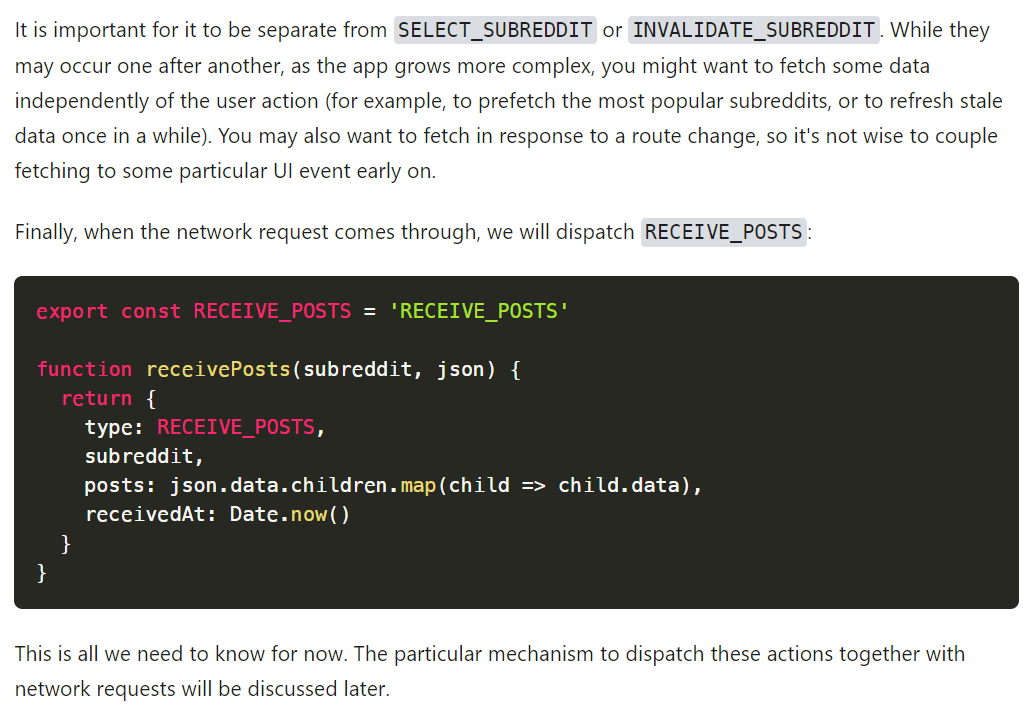 It is important for it to be separate from SELECT_SUBREDDIT or INVALIDATE_SUBREDDIT. While they
may occur one after another, as the app grows more complex, you might want to fetch some data
independently of the user action (for example, to prefetch the most popular subreddits, or to refresh stale
data once in a while). You may also want to fetch in response to a route change, so it's not wise to couple
fetching to some particular UI event early on.
Finally, when the network request comes through, we will dispatch RECEIVE_POSTS:
export const RECEIVE_POSTS = 'RECEIVE_POSTS'
function receivePosts(subreddit, json) {
  return {
    type: RECEIVE_POSTS,
    subreddit,
    posts: json.data.children.map(child => child.data),
    receivedAt: Date.now()
  }
}
This is all we need to know for now. The particular mechanism to dispatch these actions together with
network requests will be discussed later.